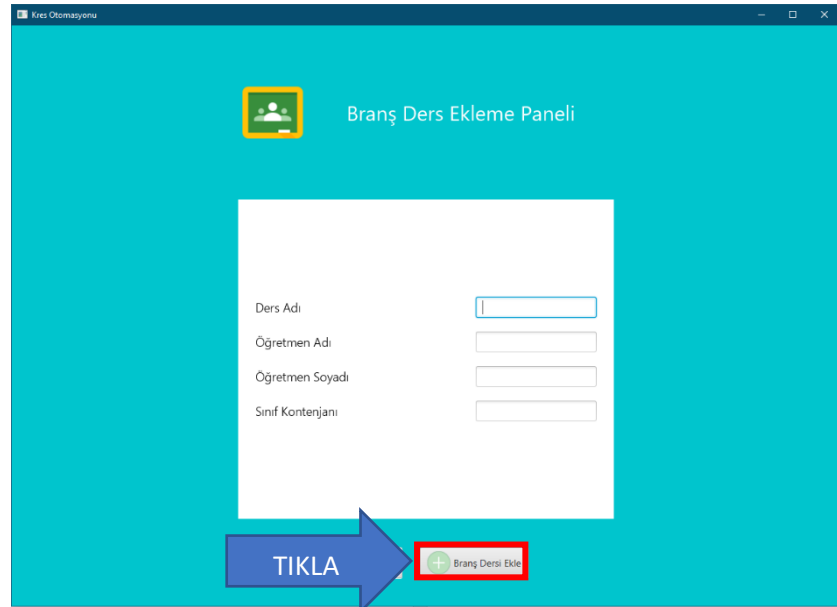 Kres Otomasyonu
Branş Ders Ekleme Paneli
Ders Adı
Öğretmen Adı
Öğretmen Soyadı
Sınıf Kontenjanı
TIKLA
Branş Dersi Ekle